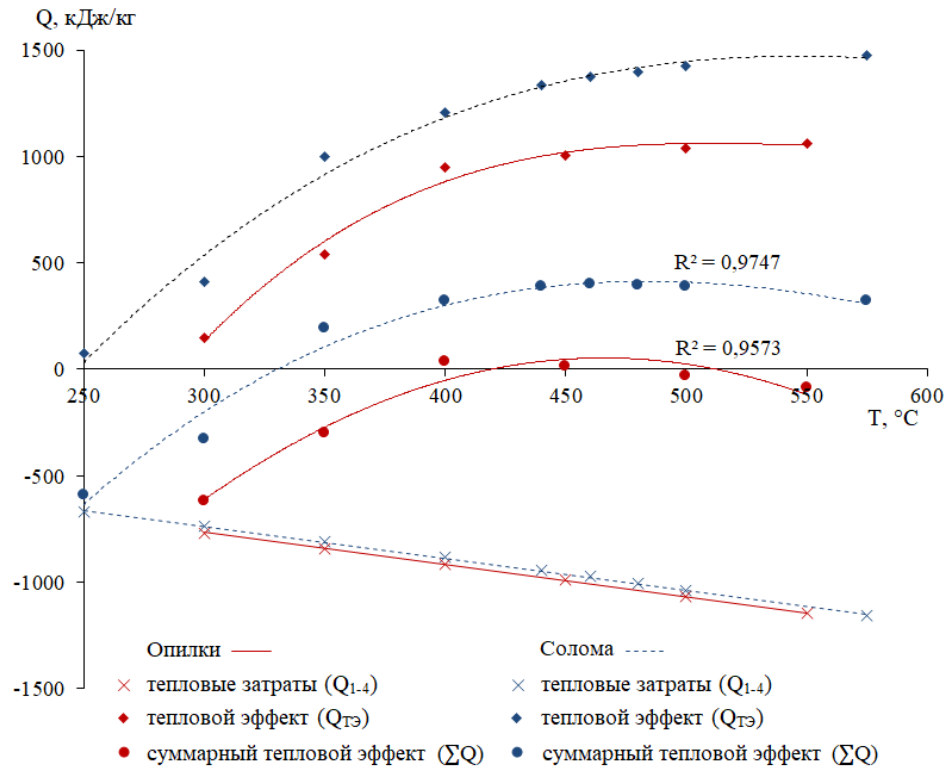 Q, кДж/кг
1500
1000
500
R² = 0,9747
R² = 0,9573
0
250 300 350 400 450 500 550 600
T, °C
-500
-1000
-1500
Опилки Солома
тепловые затраты (Q1-4) тепловые затраты (Q1-4)
тепловой эффект (QТЭ) тепловой эффект (QТЭ)
суммарный тепловой эффект (∑Q) суммарный тепловой эффект (∑Q)